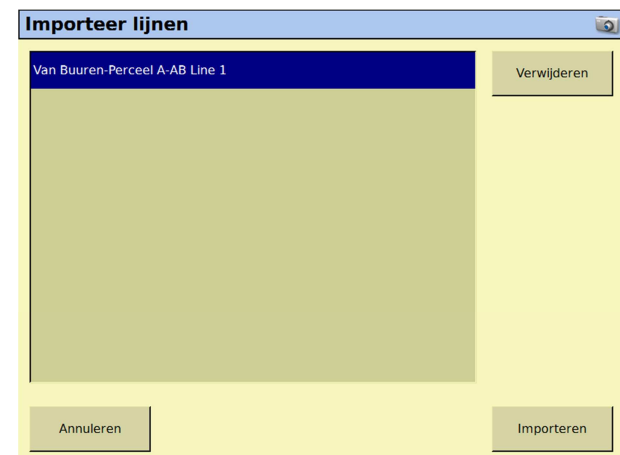 Importeer lijnen
Van Buuren-Perceel A-AB Line 1
Verwijderen
Annuleren
Importeren